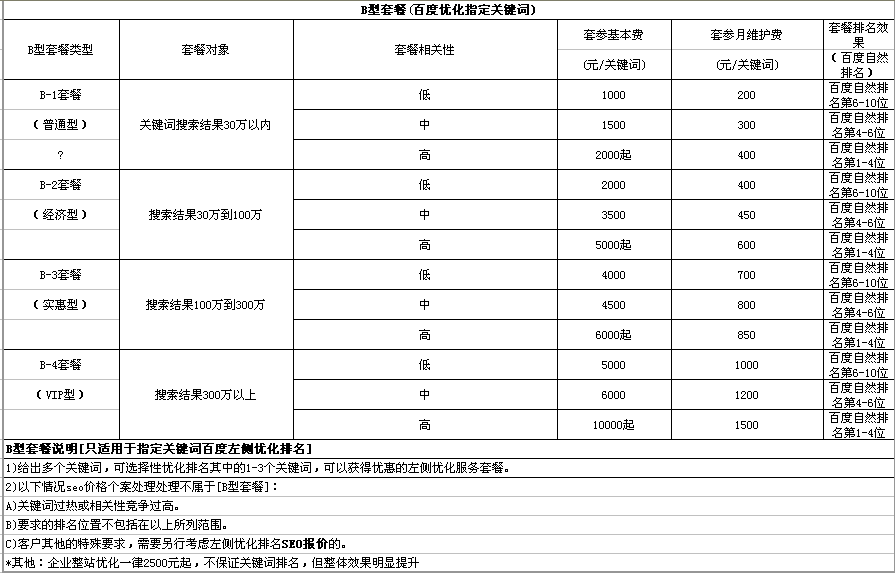 B型套餐(百度优化指定关键词)
B型套餐类型 套餐对象 套餐相关性 套参基本费 套参月维护费 套餐排名效
果
(元/关键词) (元/关键词) (百度自然
排名)
B-1套餐 低 1000 200 百度自然排
名第6-10位
(普通型) 关键词搜索结果30万以内 中 1500 300 百度自然排
名第4-6位
? 高 2000起 400 百度自然排
名第1-4位
B-2套餐 低 2000 400 百度自然排
名第6-10位
(经济型) 搜索结果30万到100万 中 3500 450 百度自然排
名第4-6位
高 5000起 600 百度自然排
名第1-4位
B-3套餐 低 4000 700 百度自然排
名第6-10位
(实惠型) 搜索结果100万到300万 中 4500 800 百度自然排
名第4-6位
高 6000起 850 百度自然排
名第1-4位
B-4套餐 低 5000 1000 百度自然排
名第6-10位
(VIP型) 搜索结果300万以上 中 6000 1200 百度自然排
名第4-6位
高 10000起 1500 百度自然排
名第1-4位
B型套餐说明[只适用于指定关键词百度左侧优化排名]
1)给出多个关键词，可选择性优化排名其中的1-3个关键词，可以获得优惠的左侧优化服务套餐。
2)以下情况seo价格个案处理处理不属于[B型套餐]：
A)关键词过热或相关性竞争过高。
B)要求的排名位置不包括在以上所列范围。
C)客户其他的特殊要求，需要另行考虑左侧优化排名SEO报价的。
*其他：企业整站优化一律2500元起，不保证关键词排名，但整体效果明显提升